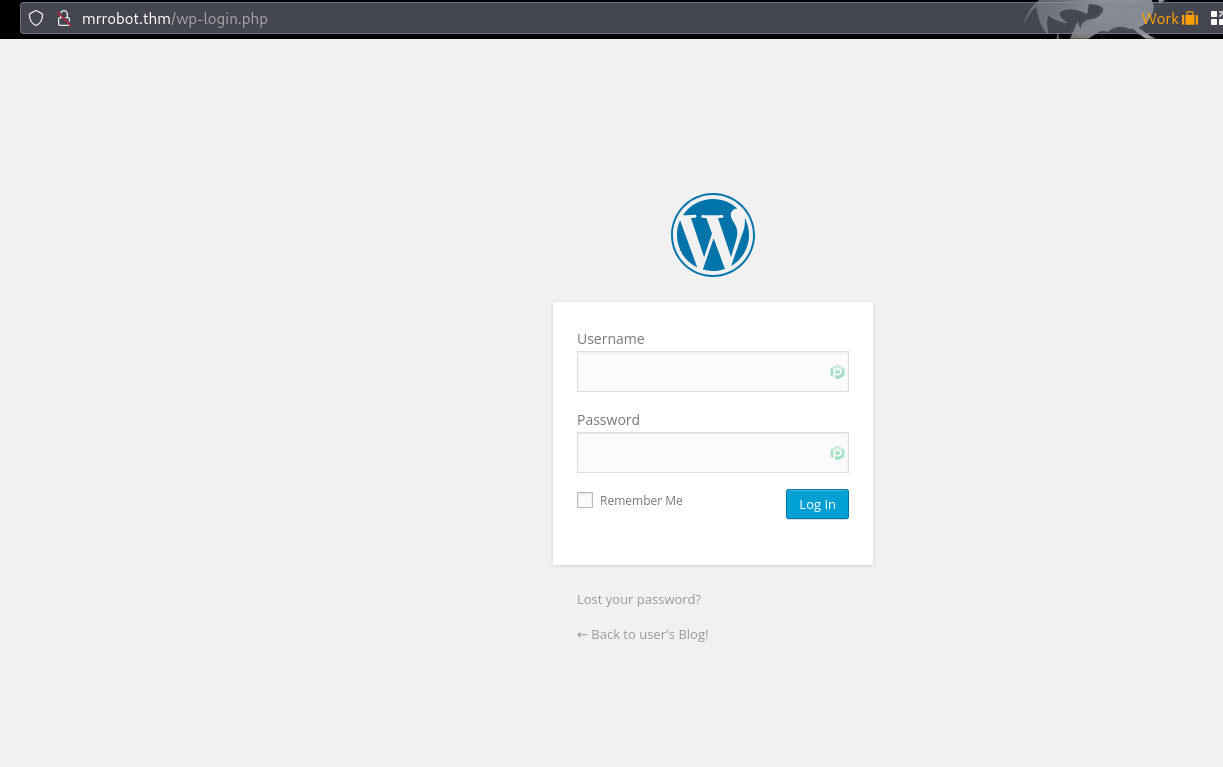 mrrobot.thm/wp-login.php
Work
Username
Password
Remember Me
Log In
Lost your password?
← Back to user's Blog!